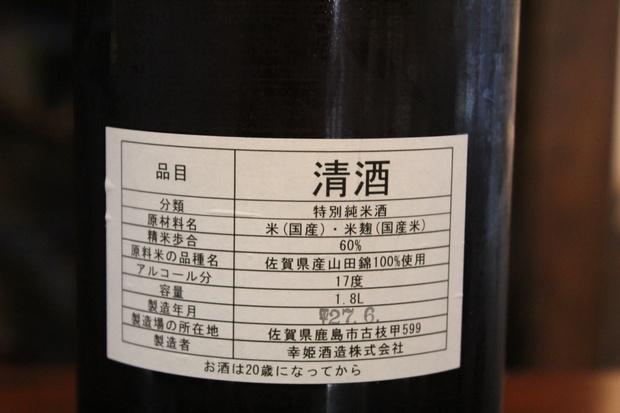 品目 清酒
分類 特別純米酒
原材料名 米(国産)・米麹(国産米)
精米歩合 60%
原料米の品種名 佐賀県産山田錦100%使用
アルコール分 17度
容量 1.8L
製造年月 27.6.
製造場の所在地 佐賀県鹿島市古枝甲599
製造者 幸姫酒造株式会社
お酒は20歳になってから